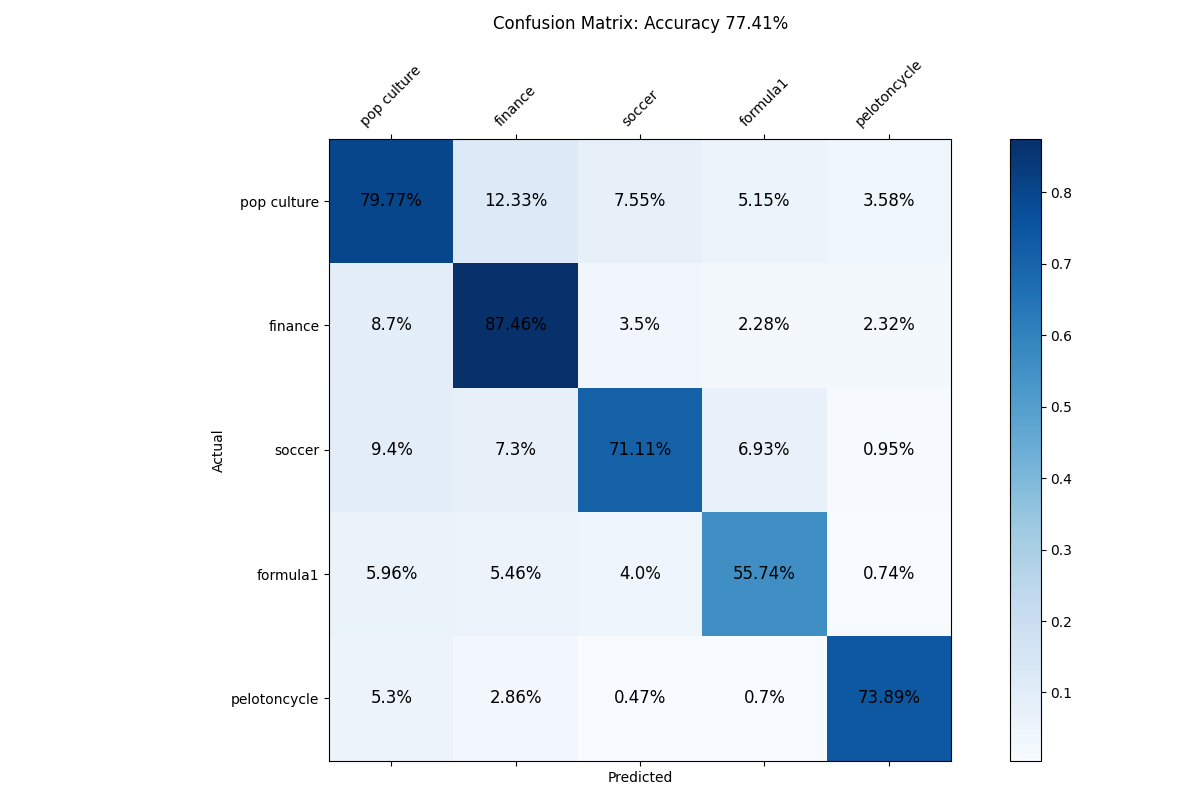 Confusion Matrix: Accuracy 77.41%
pop culture finance soccer formula1 pelotoncycle
pop culture 79.77% 12.33% 7.55% 5.15% 3.58%
finance 8.7% 87.46% 3.5% 2.28% 2.32%
soccer 9.4% 7.3% 71.11% 6.93% 0.95%
formula1 5.96% 5.46% 4.0% 55.74% 0.74%
pelotoncycle 5.3% 2.86% 0.47% 0.7% 73.89%
Actual
Predicted
0.8
0.7
0.6
0.5
0.4
0.3
0.2
0.1